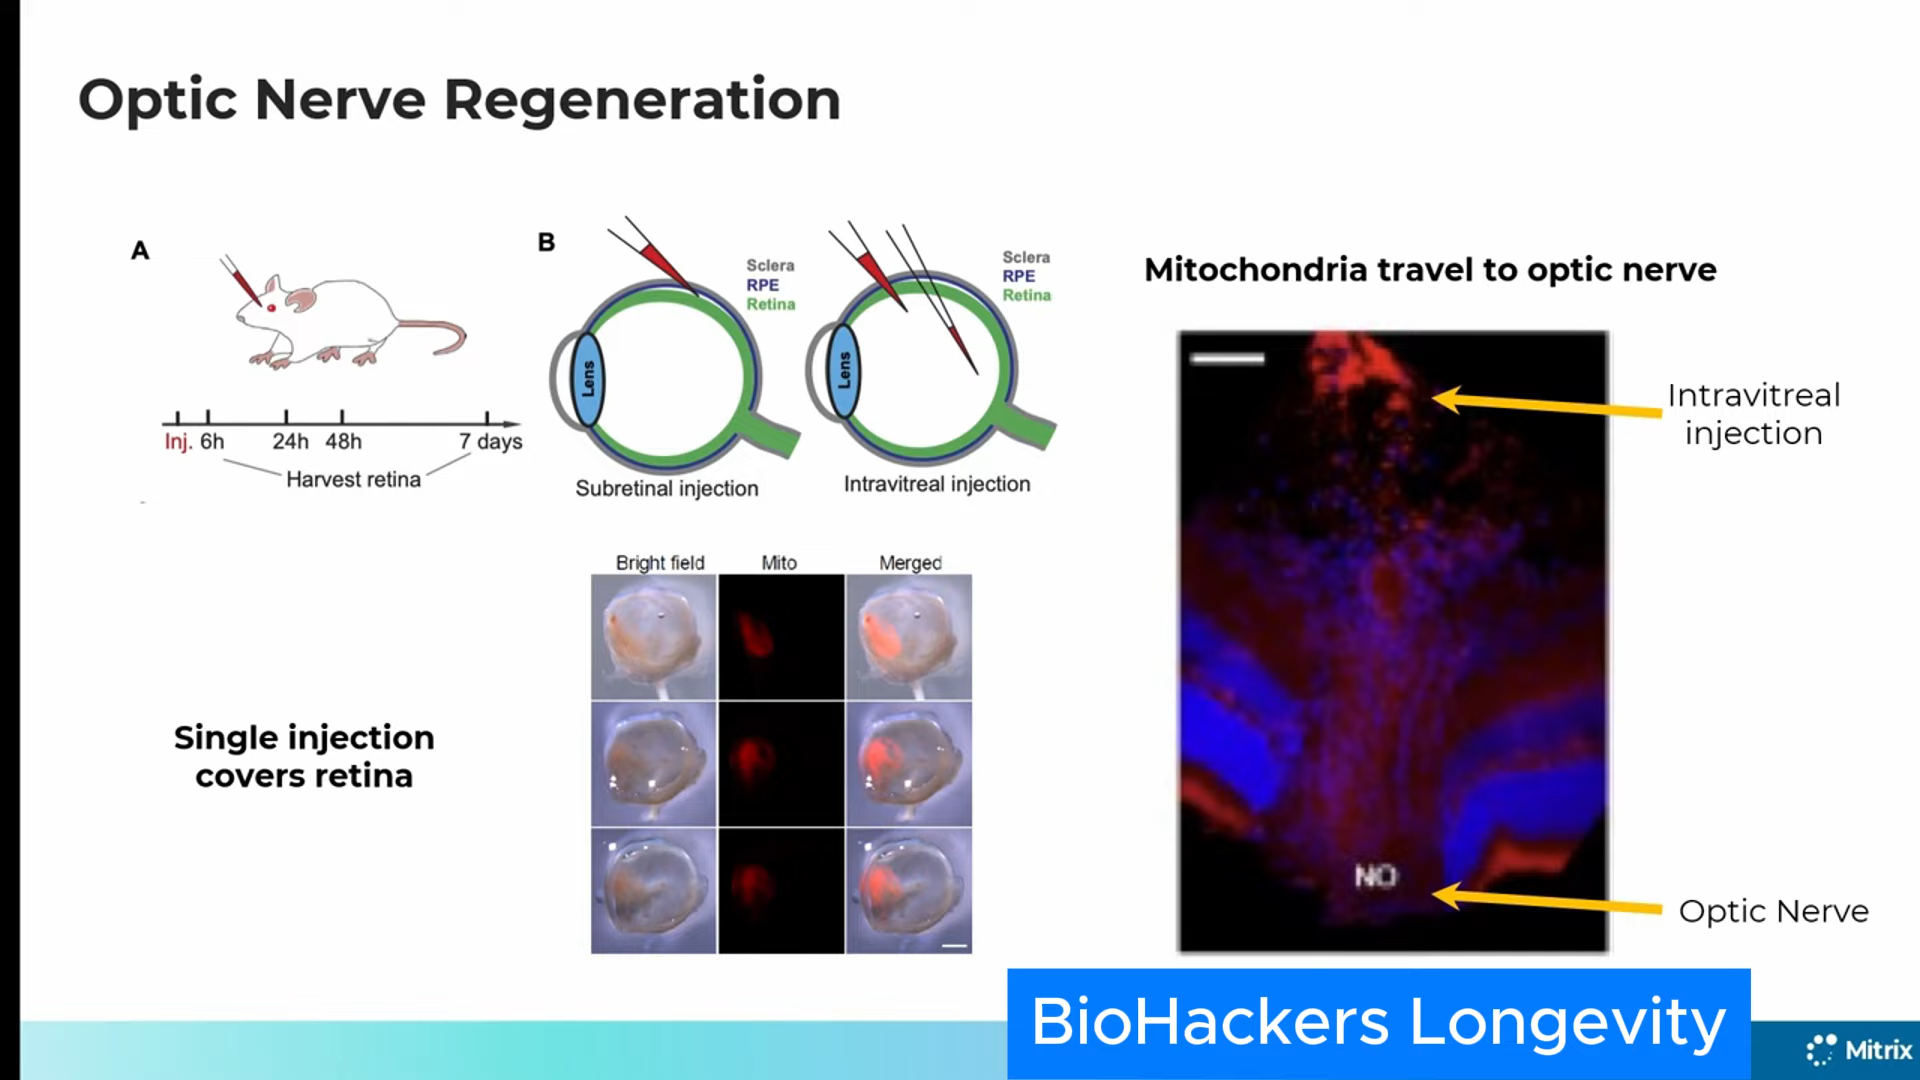 Optic Nerve Regeneration
A
Inj. 6h 24h 48h 7 days
Harvest retina
B
Sclera
RPE
Retina
Lens
Subretinal injection
Sclera
RPE
Retina
Lens
Intravitreal injection
Bright field Mito Merged
Single injection
covers retina
Mitochondria travel to optic nerve
Intravitreal
injection
NO
Optic Nerve
BioHackers Longevity
Mitrix